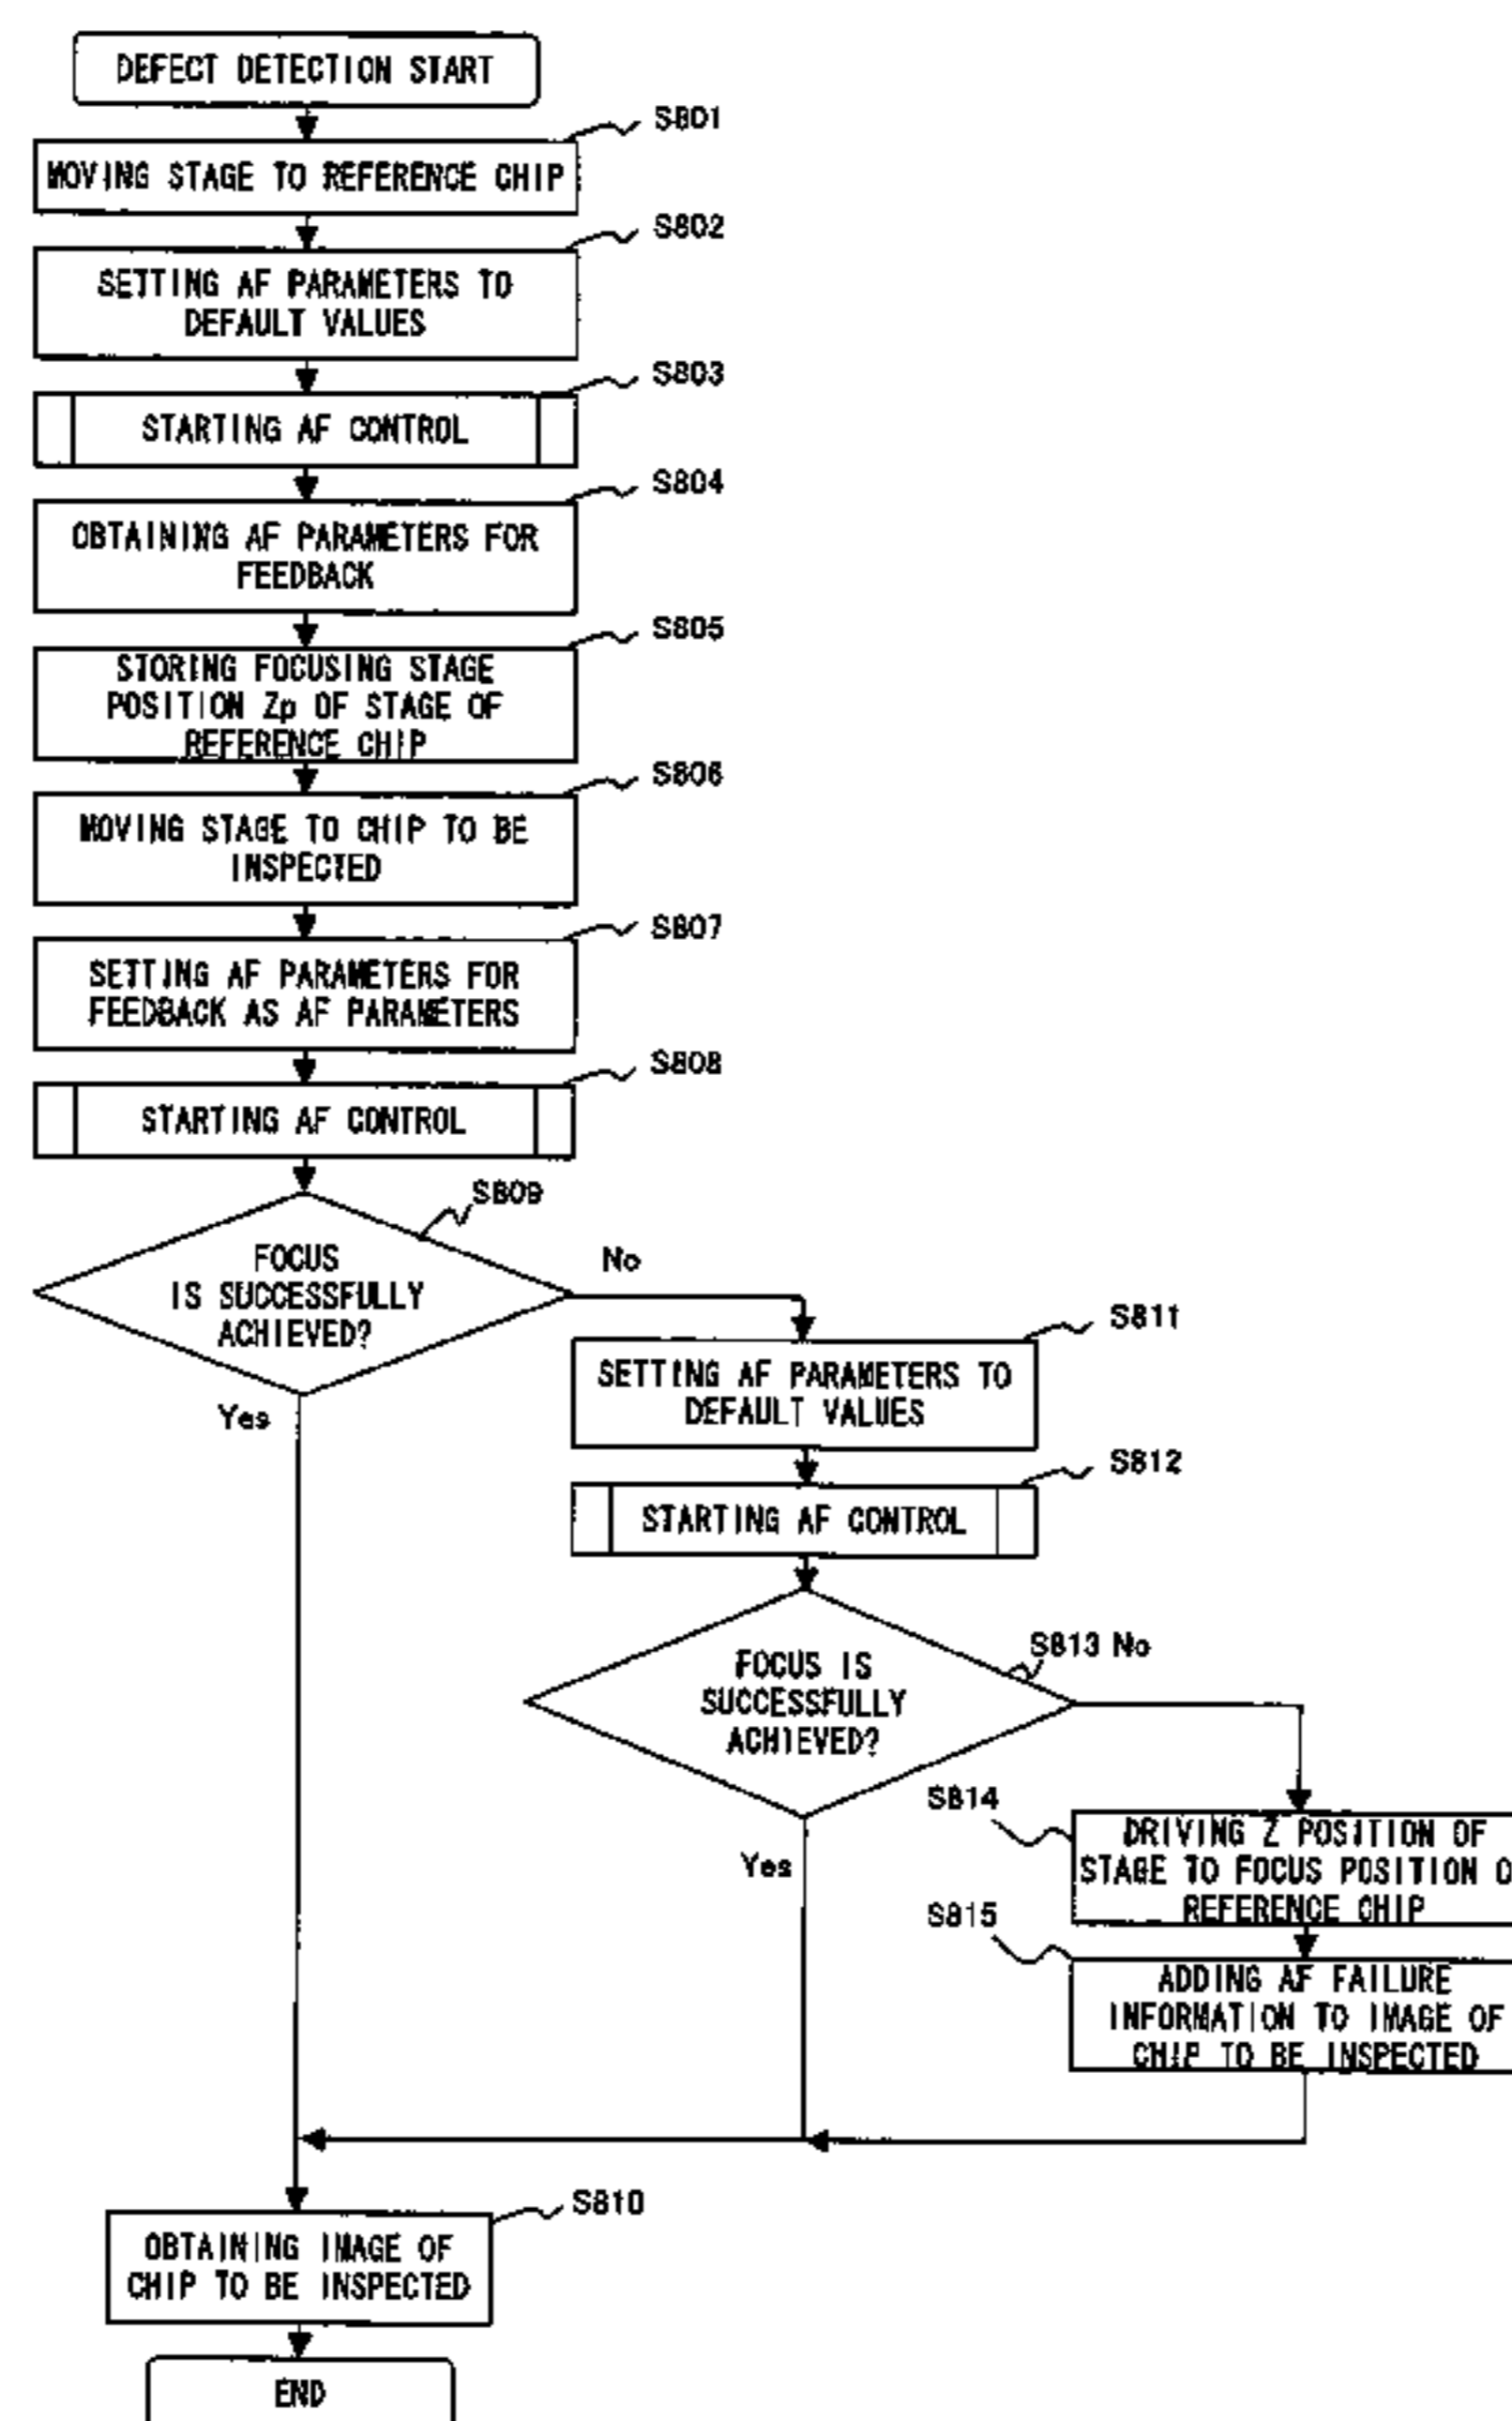 DEFECT DETECTION START
S801
MOVING STAGE TO REFERENCE CHIP
S802
SETTING AF PARAMETERS TO
DEFAULT VALUES
S803
STARTING AF CONTROL
S804
OBTAINING AF PARAMETERS FOR
FEEDBACK
S805
STORING FOCUSING STAGE
POSITION Zp OF STAGE OF
REFERENCE CHIP
S806
MOVING STAGE TO CHIP TO BE
INSPECTED
S807
SETTING AF PARAMETERS FOR
FEEDBACK AS AF PARAMETERS
S808
STARTING AF CONTROL
S809
FOCUS
IS SUCCESSFULLY
ACHIEVED?
No
Yes
S811
SETTING AF PARAMETERS TO
DEFAULT VALUES
S812
STARTING AF CONTROL
S813 No
FOCUS IS
SUCCESSFULLY
ACHIEVED?
Yes
S814
DRIVING Z POSITION OF
STAGE TO FOCUS POSITION
REFERENCE CHIP
S815
ADDING AF FAILURE
INFORMATION TO IMAGE OF
CHIP TO BE INSPECTED
S810
OBTAINING IMAGE OF
CHIP TO BE INSPECTED
END